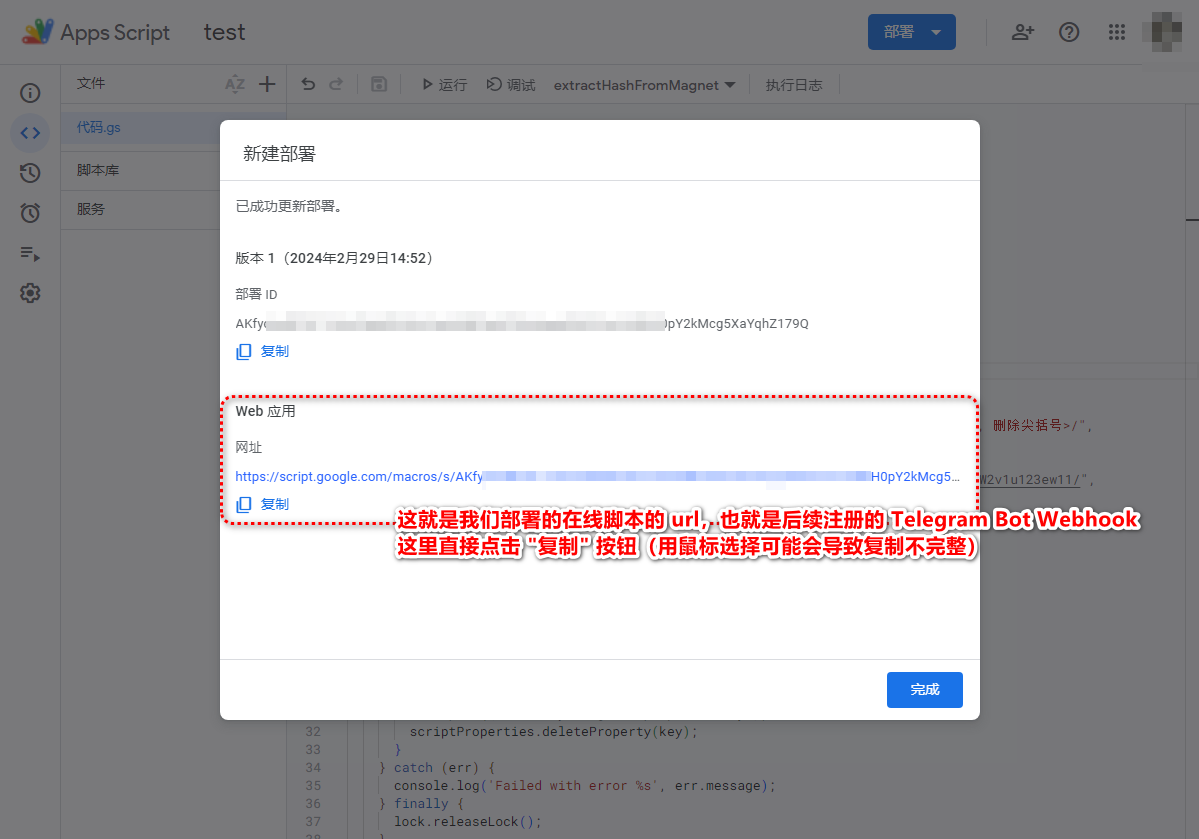 Apps Script test 部署
文件 AZ 运行 调试 extractHashFromMagnet 执行日志
代码.gs
脚本库
服务
新建部署
已成功更新部署。
版本 1（2024年2月29日14:52）
部署 ID
AKfy pY2kMcg5XaYqhZ179Q
复制
Web 应用
网址
https://script.google.com/macros/s/AKfy H0pY2kMcg5…
复制
，删除尖括号>/",
W2v1u123ew11/",
这就是我们部署的在线脚本的 url，也就是后续注册的 Telegram Bot Webhook
这里直接点击 "复制" 按钮（用鼠标选择可能会导致复制不完整）
完成
32 scriptProperties.deleteProperty(key);
33 }
34 } catch (err) {
35 console.log('Failed with error %s', err.message);
36 } finally {
37 lock.releaseLock();
38 }